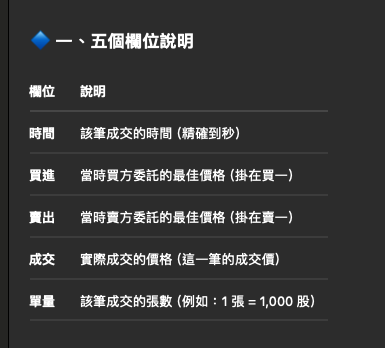 🔷 一、五個欄位說明
欄位 說明
時間 該筆成交的時間 (精確到秒)
買進 當時買方委託的最佳價格 (掛在買一)
賣出 當時賣方委託的最佳價格 (掛在賣一)
成交 實際成交的價格 (這一筆的成交價)
單量 該筆成交的張數 (例如：1 張 = 1,000 股)